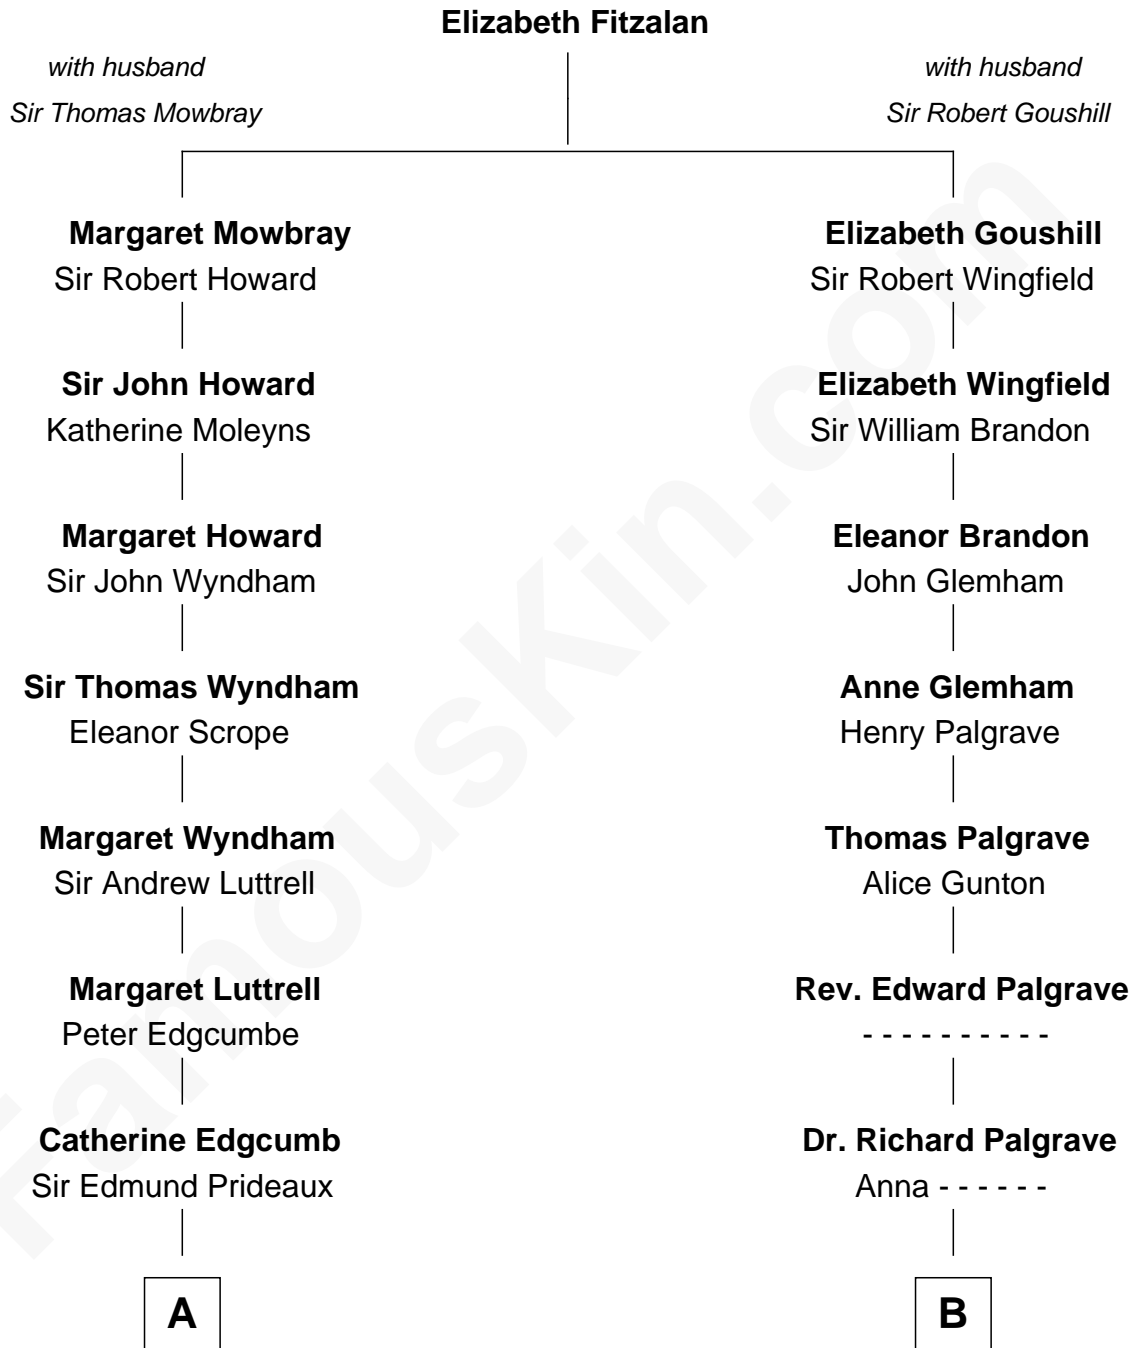 Elizabeth Fitzalan
with husband
Sir Thomas Mowbray
with husband
Sir Robert Goushill
Margaret Mowbray
Sir Robert Howard
Elizabeth Goushill
Sir Robert Wingfield
Sir John Howard
Katherine Moleyns
Elizabeth Wingfield
Sir William Brandon
Margaret Howard
Sir John Wyndham
Eleanor Brandon
John Glemham
Sir Thomas Wyndham
Eleanor Scrope
Anne Glemham
Henry Palgrave
Margaret Wyndham
Sir Andrew Luttrell
Thomas Palgrave
Alice Gunton
Margaret Luttrell
Peter Edgcumbe
Rev. Edward Palgrave
- - - - - - - - - -
Catherine Edgcumb
Sir Edmund Prideaux
Dr. Richard Palgrave
Anna - - - - - -
A
B
FamousKin.com